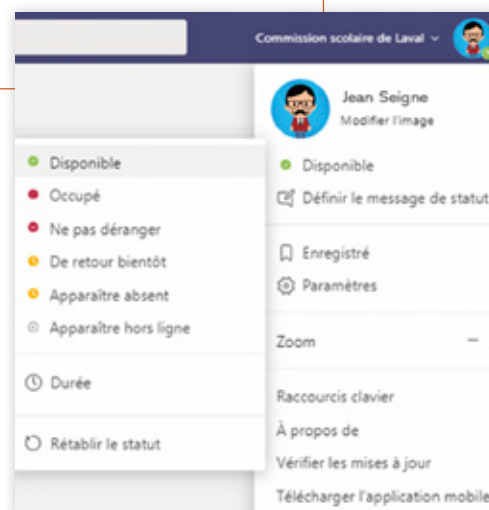 Commission scolaire de Laval
Jean Seigne
Modifier l'image
Disponible
Définir le message de statut
Enregistré
Paramètres
Zoom
Raccourcis clavier
À propos de
Vérifier les mises à jour
Télécharger l'application mobile
Disponible
Occupé
Ne pas déranger
De retour bientôt
Apparaître absent
Apparaître hors ligne
Durée
Rétablir le statut